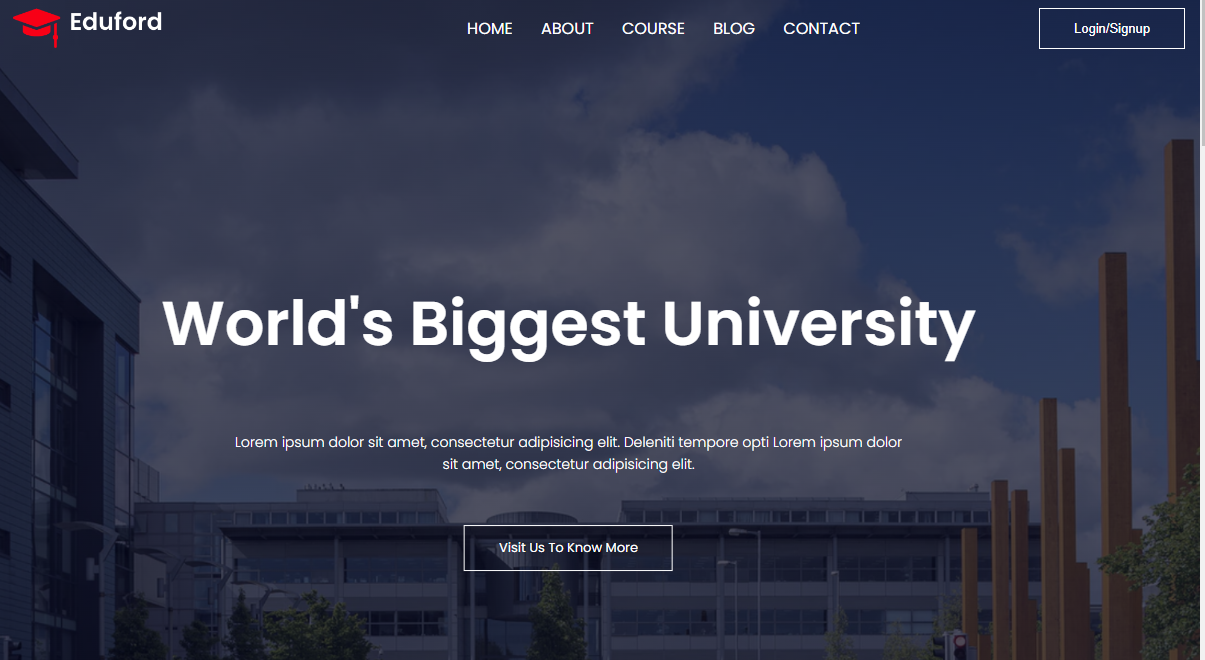 Eduford
HOME ABOUT COURSE BLOG CONTACT
Login/Signup
World's Biggest University
Lorem ipsum dolor sit amet, consectetur adipisicing elit. Deleniti tempore opti Lorem ipsum dolor
sit amet, consectetur adipisicing elit.
Visit Us To Know More